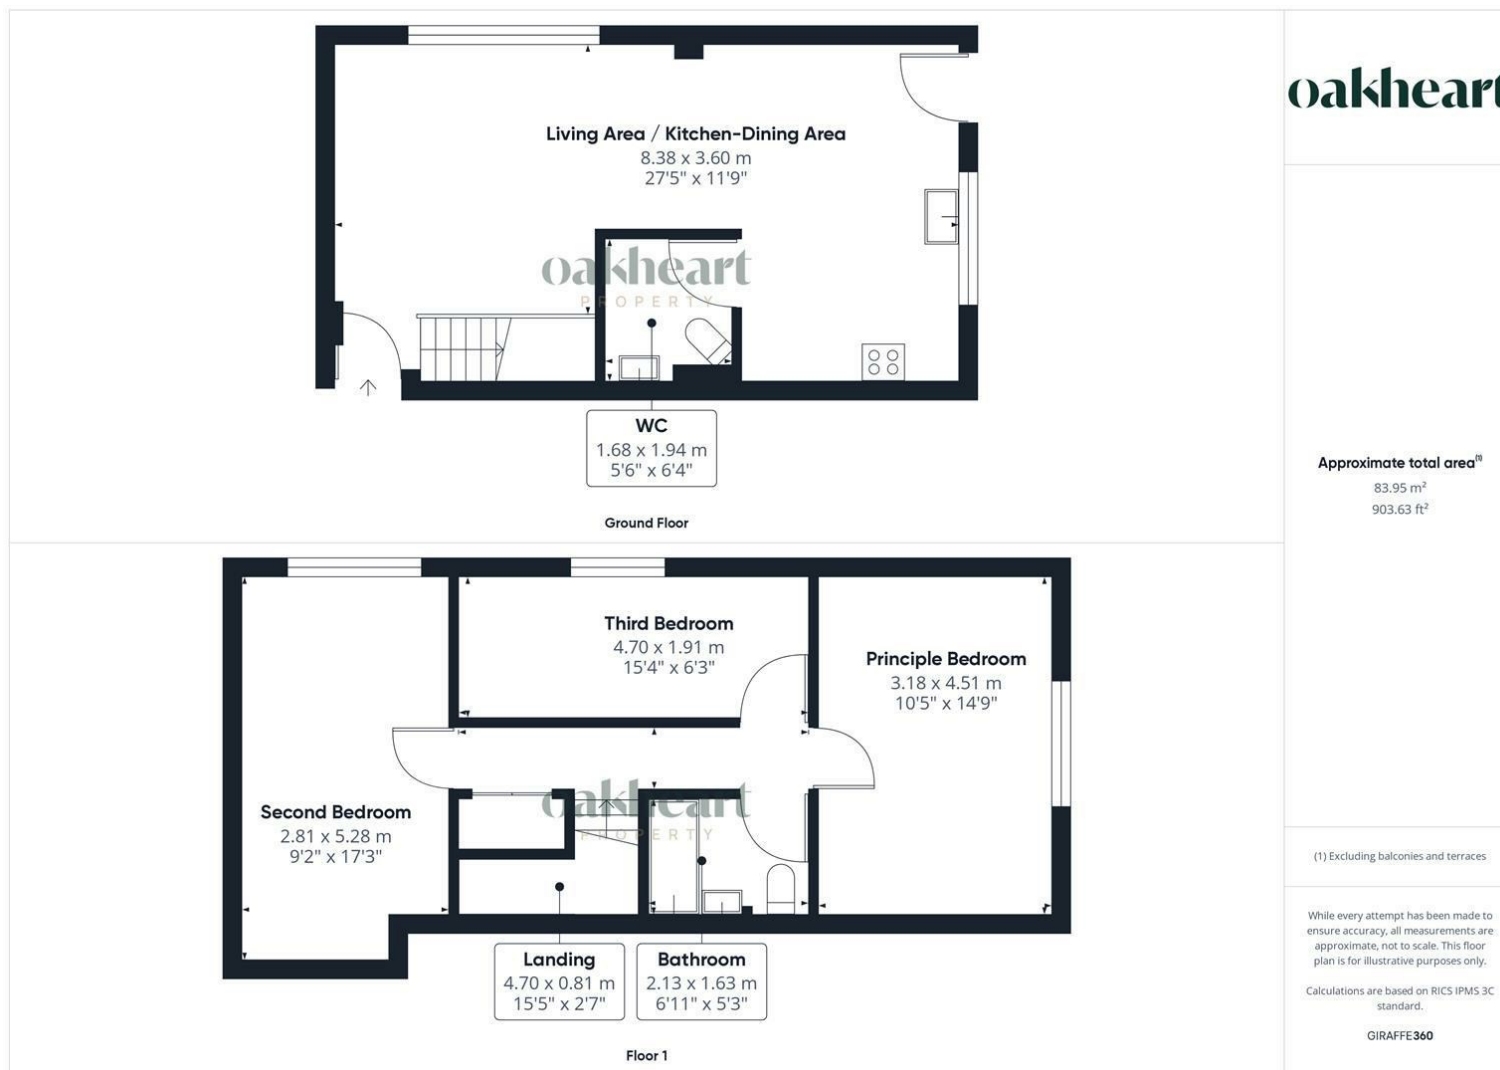 Living Area / Kitchen-Dining Area
8.38 x 3.60 m
27'5" x 11'9"
oakheart
PROPERTY
WC
1.68 x 1.94 m
5'6" x 6'4"
Ground Floor
Third Bedroom
4.70 x 1.91 m
15'4" x 6'3"
Principle Bedroom
3.18 x 4.51 m
10'5" x 14'9"
Second Bedroom
2.81 x 5.28 m
9'2" x 17'3"
oakheart
PROPERTY
Landing
4.70 x 0.81 m
15'5" x 2'7"
Bathroom
2.13 x 1.63 m
6'11" x 5'3"
Floor 1
oakheart
Approximate total area(1)
83.95 m²
903.63 ft²
(1) Excluding balconies and terraces
While every attempt has been made to
ensure accuracy, all measurements are
approximate, not to scale. This floor
plan is for illustrative purposes only.
Calculations are based on RICS IPMS 3C
standard.
GIRAFFE360